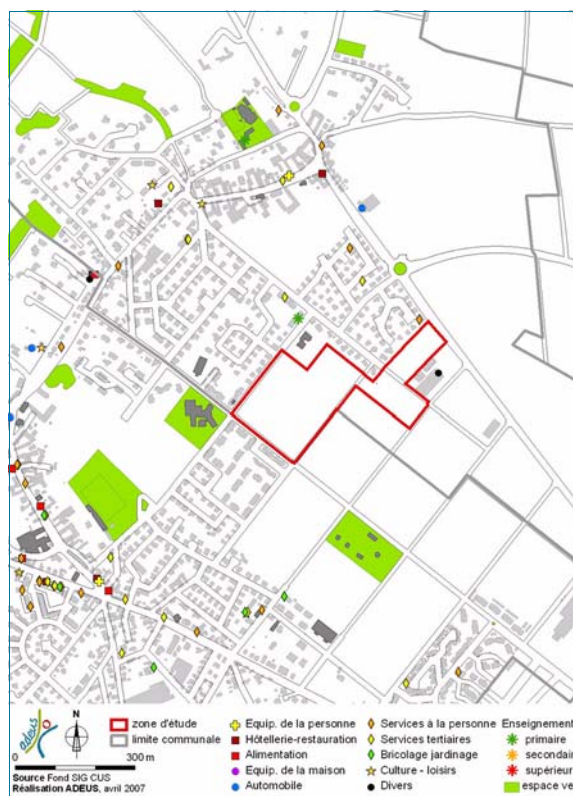 adeus
N
0
300 m
Source Fond SIG CUS
Réalisation ADEUS, avril 2007
zone d'étude
limite communale
Equip. de la personne
Hôtellerie-restauration
Alimentation
Equip. de la maison
Automobile
Services à la personne
Services tertiaires
Bricolage jardinage
Culture - loisirs
Divers
Enseignement
primaire
secondair
supérieur
espace ve